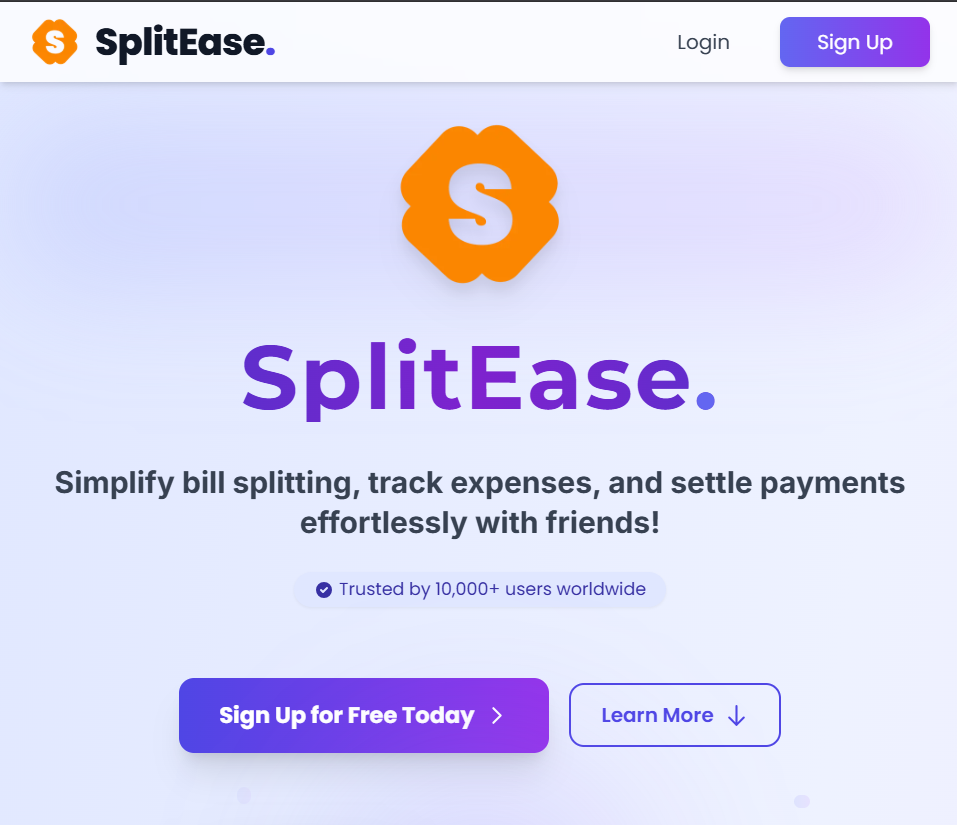 S SplitEase.
Login
Sign Up
S
SplitEase.
Simplify bill splitting, track expenses, and settle payments
effortlessly with friends!
Trusted by 10,000+ users worldwide
Sign Up for Free Today
Learn More